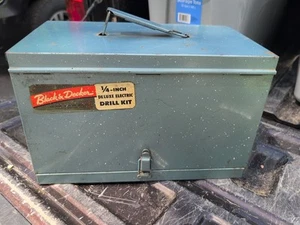 Black & Decker
1/4-INCH
DELUXE ELECTRIC
DRILL KIT